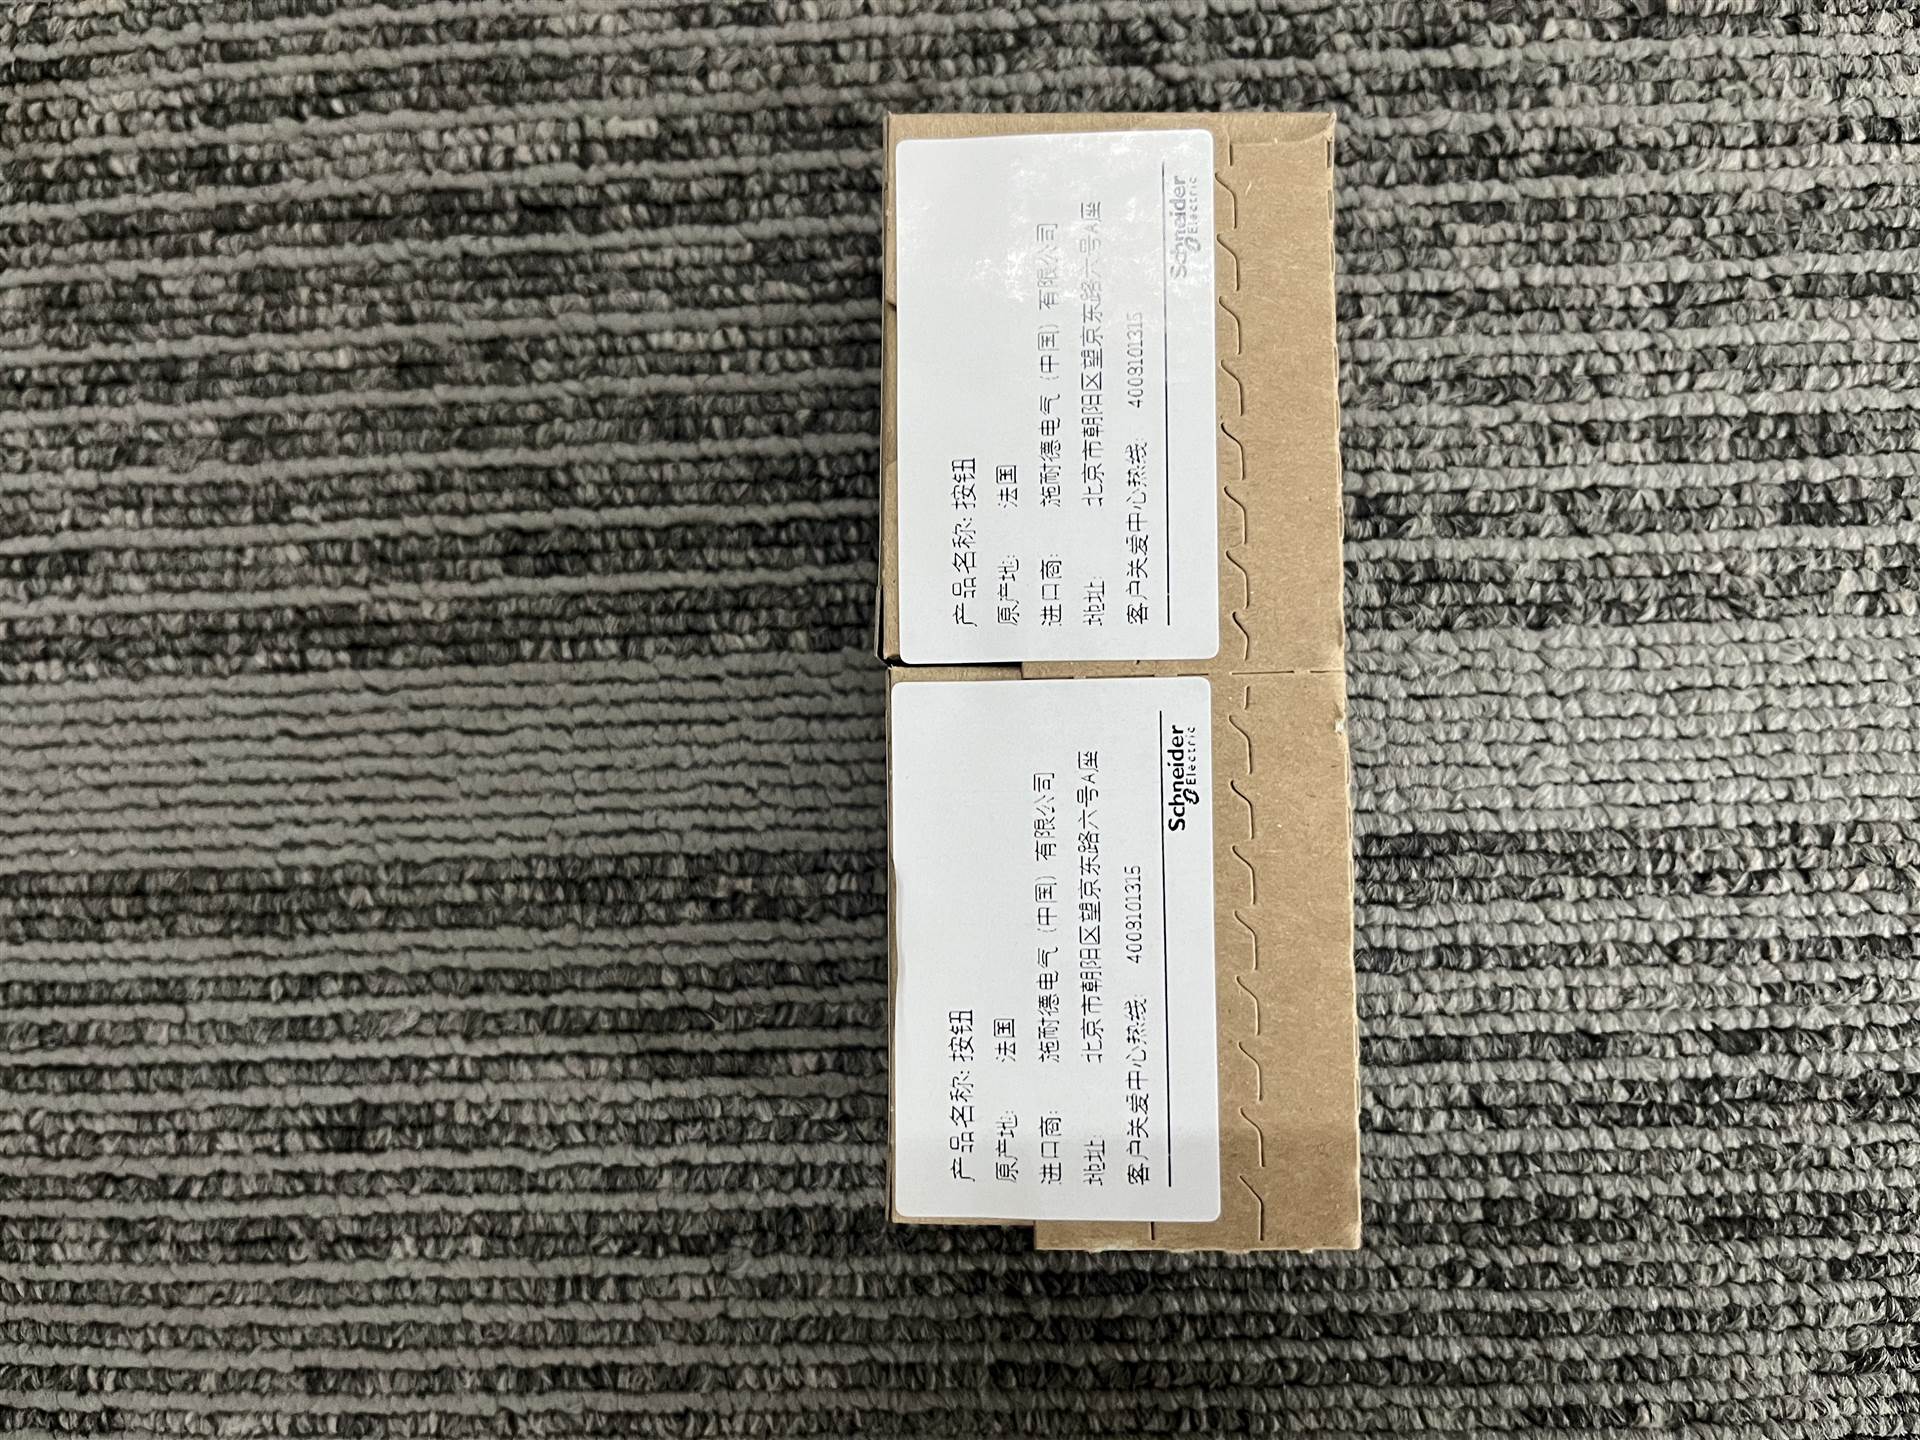 产品名称: 按钮
原产地: 法国
进口商: 施耐德电气（中国）有限公司
地址: 北京市朝阳区望京东路六号A座
客户关爱中心热线: 4008101315
Schneider
Electric
产品名称: 按钮
原产地: 法国
进口商: 施耐德电气（中国）有限公司
地址: 北京市朝阳区望京东路六号A座
客户关爱中心热线: 4008101315
Schneider
Electric